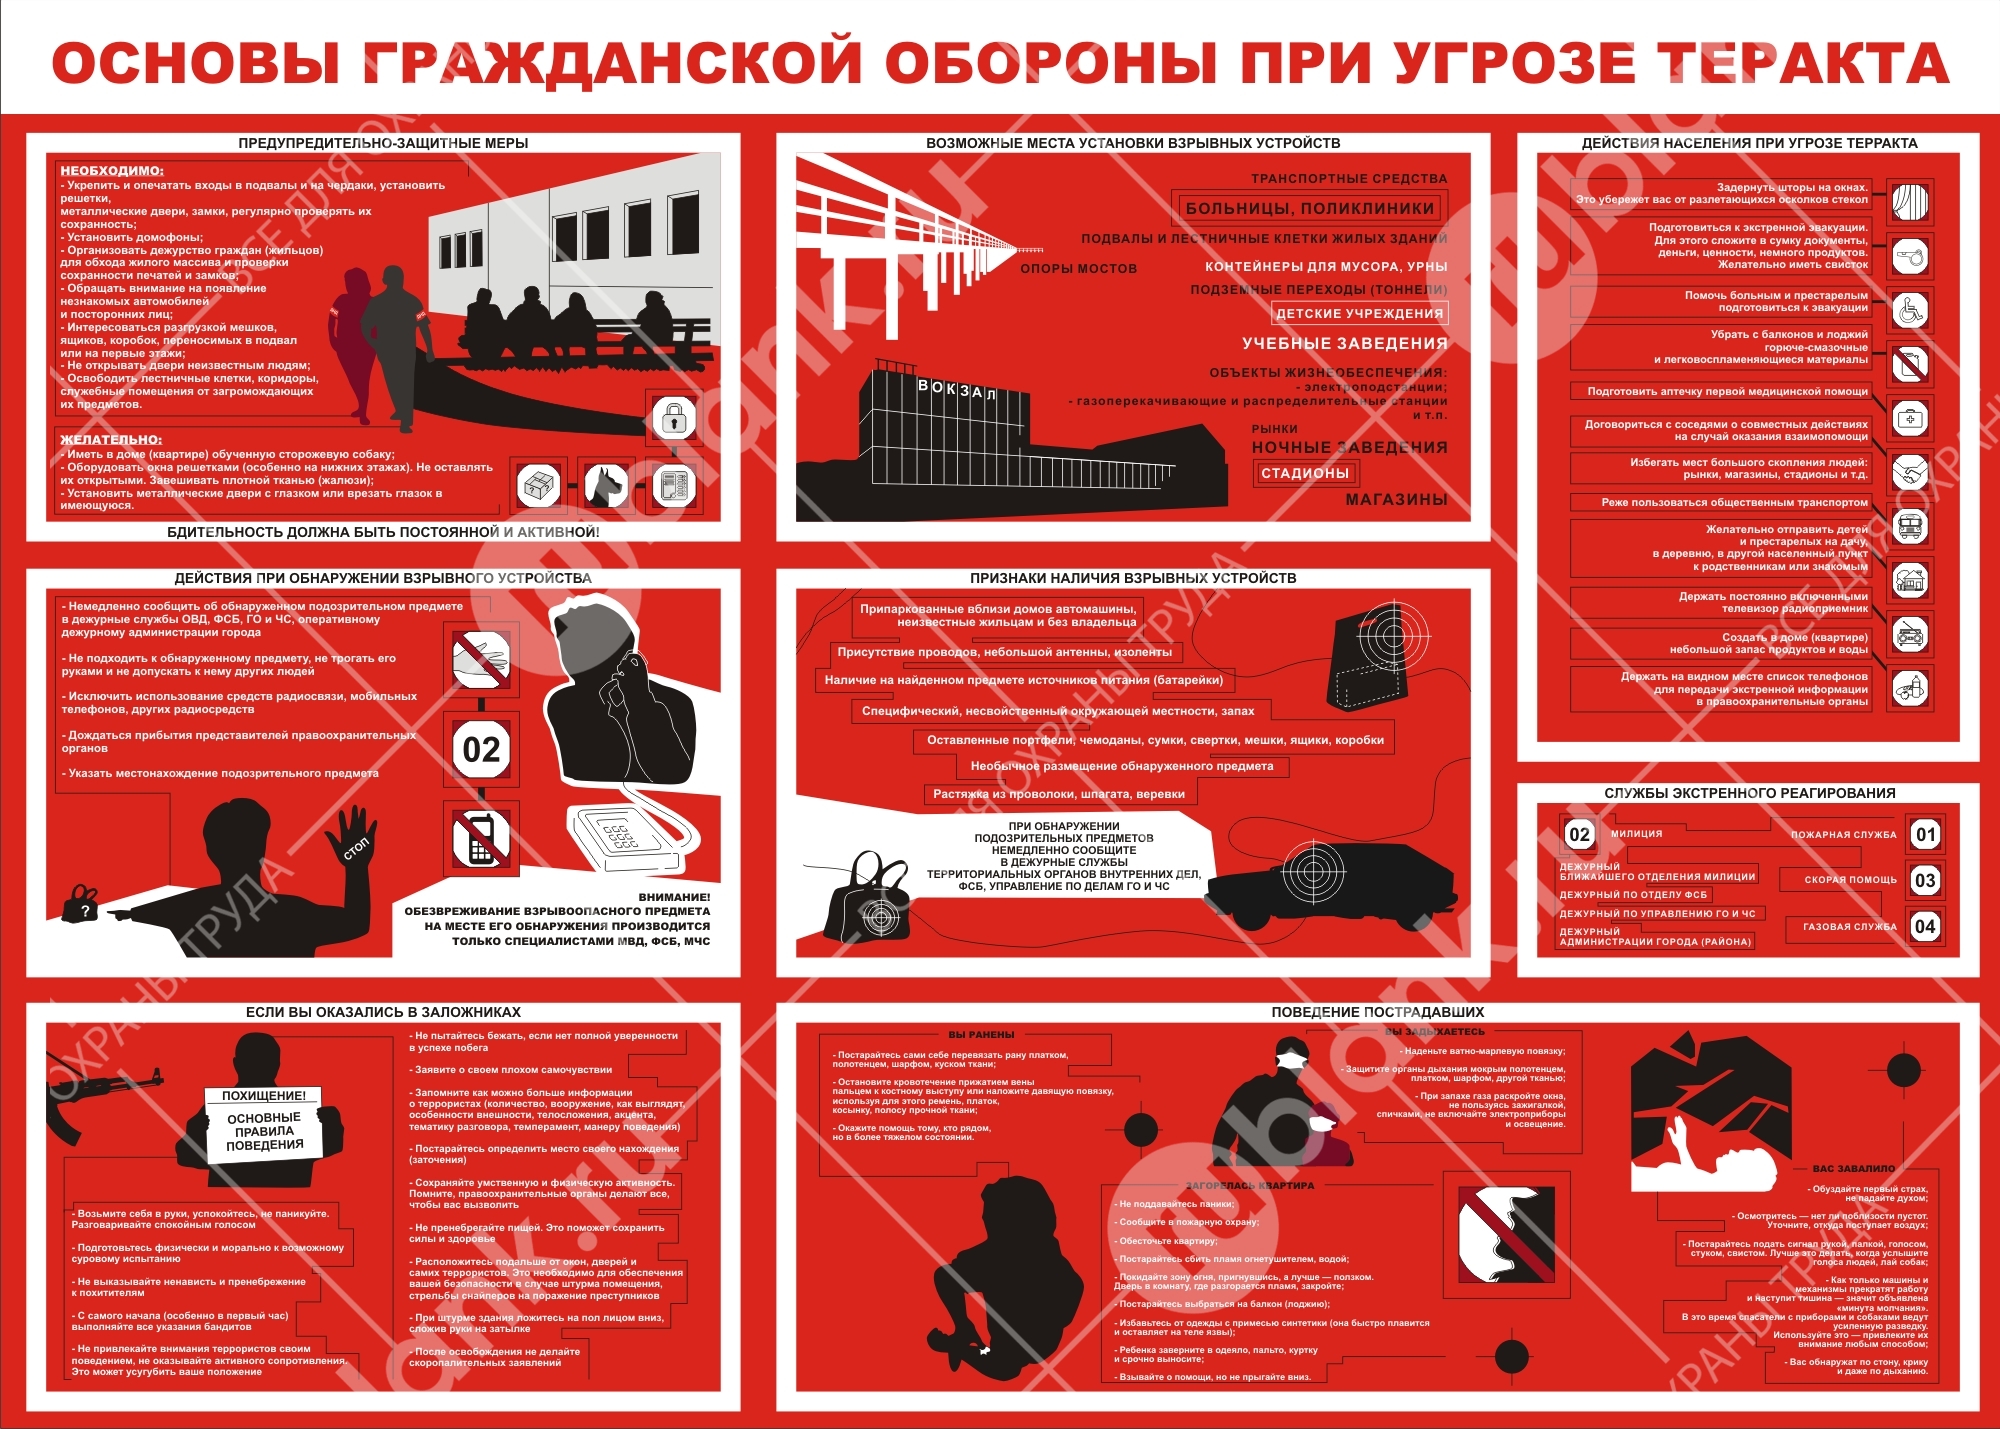 ОСНОВЫ ГРАЖДАНСКОЙ ОБОРОНЫ ПРИ УГРОЗЕ ТЕРАКТА
ПРЕДУПРЕДИТЕЛЬНО-ЗАЩИТНЫЕ МЕРЫ
НЕОБХОДИМО:
- Укрепить и опечатать входы в подвалы и на чердаки, установить
решетки,
металлические двери, замки, регулярно проверять их
сохранность;
- Установить домофоны;
- Организовать дежурство граждан (жильцов)
для обхода жилого массива и проверки
сохранности печатей и замков;
- Обращать внимание на появление
незнакомых автомобилей
и посторонних лиц;
- Интересоваться разгрузкой мешков,
ящиков, коробок, переносимых в подвал
или на первые этажи;
- Не открывать двери неизвестным людям;
- Освободить лестничные клетки, коридоры,
служебные помещения от загромождающих
их предметов.
ЖЕЛАТЕЛЬНО:
- Иметь в доме (квартире) обученную сторожевую собаку;
- Оборудовать окна решетками (особенно на нижних этажах). Не оставлять
их открытыми. Завешивать плотной тканью (жалюзи);
- Установить металлические двери с глазком или врезать глазок в
имеющуюся.
БДИТЕЛЬНОСТЬ ДОЛЖНА БЫТЬ ПОСТОЯННОЙ И АКТИВНОЙ!
ВОЗМОЖНЫЕ МЕСТА УСТАНОВКИ ВЗРЫВНЫХ УСТРОЙСТВ
ТРАНСПОРТНЫЕ СРЕДСТВА
БОЛЬНИЦЫ, ПОЛИКЛИНИКИ
ПОДВАЛЫ И ЛЕСТНИЧНЫЕ КЛЕТКИ ЖИЛЫХ ЗДАНИЙ
ОПОРЫ МОСТОВ
КОНТЕЙНЕРЫ ДЛЯ МУСОРА, УРНЫ
ПОДЗЕМНЫЕ ПЕРЕХОДЫ (ТОННЕЛИ)
ДЕТСКИЕ УЧРЕЖДЕНИЯ
УЧЕБНЫЕ ЗАВЕДЕНИЯ
ОБЪЕКТЫ ЖИЗНЕОБЕСПЕЧЕНИЯ:
- электроподстанции;
- газоперекачивающие и распределительные станции
и т.п.
РЫНКИ
НОЧНЫЕ ЗАВЕДЕНИЯ
СТАДИОНЫ
МАГАЗИНЫ
ВОКЗАЛ
ДЕЙСТВИЯ НАСЕЛЕНИЯ ПРИ УГРОЗЕ ТЕРРАКТА
Задернуть шторы на окнах.
Это убережет вас от разлетающихся осколков стекол
Подготовиться к экстренной эвакуации.
Для этого сложите в сумку документы,
деньги, ценности, немного продуктов.
Желательно иметь свисток
Помочь больным и престарелым
подготовиться к эвакуации
Убрать с балконов и лоджий
горюче-смазочные
и легковоспламеняющиеся материалы
Подготовить аптечку первой медицинской помощи
Договориться с соседями о совместных действиях
на случай оказания взаимопомощи
Избегать мест большого скопления людей:
рынки, магазины, стадионы и т.д.
Реже пользоваться общественным транспортом
Желательно отправить детей
и престарелых на дачу,
в деревню, в другой населенный пункт
к родственникам или знакомым
Держать постоянно включенными
телевизор радиоприемник
Создать в доме (квартире)
небольшой запас продуктов и воды
Держать на видном месте список телефонов
для передачи экстренной информации
в правоохранительные органы
ДЕЙСТВИЯ ПРИ ОБНАРУЖЕНИИ ВЗРЫВНОГО УСТРОЙСТВА
- Немедленно сообщить об обнаруженном подозрительном предмете
в дежурные службы ОВД, ФСБ, ГО и ЧС, оперативному
дежурному администрации города
- Не подходить к обнаруженному предмету, не трогать его
руками и не допускать к нему других людей
- Исключить использование средств радиосвязи, мобильных
телефонов, других радиосредств
- Дождаться прибытия представителей правоохранительных
органов
- Указать местонахождение подозрительного предмета
02
СТОП
?
ВНИМАНИЕ!
ОБЕЗВРЕЖИВАНИЕ ВЗРЫВООПАСНОГО ПРЕДМЕТА
НА МЕСТЕ ЕГО ОБНАРУЖЕНИЯ ПРОИЗВОДИТСЯ
ТОЛЬКО СПЕЦИАЛИСТАМИ МВД, ФСБ, МЧС
ПРИЗНАКИ НАЛИЧИЯ ВЗРЫВНЫХ УСТРОЙСТВ
Припаркованные вблизи домов автомашины,
неизвестные жильцам и без владельца
Присутствие проводов, небольшой антенны, изоленты
Наличие на найденном предмете источников питания (батарейки)
Специфический, несвойственный окружающей местности, запах
Оставленные портфели, чемоданы, сумки, свертки, мешки, ящики, коробки
Необычное размещение обнаруженного предмета
Растяжка из проволоки, шпагата, веревки
ПРИ ОБНАРУЖЕНИИ
ПОДОЗРИТЕЛЬНЫХ ПРЕДМЕТОВ
НЕМЕДЛЕННО СООБЩИТЕ
В ДЕЖУРНЫЕ СЛУЖБЫ
ТЕРРИТОРИАЛЬНЫХ ОРГАНОВ ВНУТРЕННИХ ДЕЛ,
ФСБ, УПРАВЛЕНИЕ ПО ДЕЛАМ ГО И ЧС
СЛУЖБЫ ЭКСТРЕННОГО РЕАГИРОВАНИЯ
02 МИЛИЦИЯ
ДЕЖУРНЫЙ
БЛИЖАЙШЕГО ОТДЕЛЕНИЯ МИЛИЦИИ
ДЕЖУРНЫЙ ПО ОТДЕЛУ ФСБ
ДЕЖУРНЫЙ ПО УПРАВЛЕНИЮ ГО И ЧС
ДЕЖУРНЫЙ
АДМИНИСТРАЦИИ ГОРОДА (РАЙОНА)
ПОЖАРНАЯ СЛУЖБА 01
СКОРАЯ ПОМОЩЬ 03
ГАЗОВАЯ СЛУЖБА 04
ЕСЛИ ВЫ ОКАЗАЛИСЬ В ЗАЛОЖНИКАХ
ПОХИЩЕНИЕ!
ОСНОВНЫЕ
ПРАВИЛА
ПОВЕДЕНИЯ
- Возьмите себя в руки, успокойтесь, не паникуйте.
Разговаривайте спокойным голосом
- Подготовьтесь физически и морально к возможному
суровому испытанию
- Не выказывайте ненависть и пренебрежение
к похитителям
- С самого начала (особенно в первый час)
выполняйте все указания бандитов
- Не привлекайте внимания террористов своим
поведением, не оказывайте активного сопротивления.
Это может усугубить ваше положение
- Не пытайтесь бежать, если нет полной уверенности
в успехе побега
- Заявите о своем плохом самочувствии
- Запомните как можно больше информации
о террористах (количество, вооружение, как выглядят,
особенности внешности, телосложения, акцента,
тематику разговора, темперамент, манеру поведения)
- Постарайтесь определить место своего нахождения
(заточения)
- Сохраняйте умственную и физическую активность.
Помните, правоохранительные органы делают все,
чтобы вас вызволить
- Не пренебрегайте пищей. Это поможет сохранить
силы и здоровье
- Расположитесь подальше от окон, дверей и
самих террористов. Это необходимо для обеспечения
вашей безопасности в случае штурма помещения,
стрельбы снайперов на поражение преступников
- При штурме здания ложитесь на пол лицом вниз,
сложив руки на затылке
- После освобождения не делайте
скоропалительных заявлений
ПОВЕДЕНИЕ ПОСТРАДАВШИХ
ВЫ РАНЕНЫ
- Постарайтесь сами себе перевязать рану платком,
полотенцем, шарфом, куском ткани;
- Остановите кровотечение прижатием вены
пальцем к костному выступу или наложите давящую повязку,
используя для этого ремень, платок,
косынку, полосу прочной ткани;
- Окажите помощь тому, кто рядом,
но в более тяжелом состоянии.
ВЫ ЗАДЫХАЕТЕСЬ
- Наденьте ватно-марлевую повязку;
- Защитите органы дыхания мокрым полотенцем,
платком, шарфом, другой тканью;
- При запахе газа раскройте окна,
не пользуясь зажигалкой,
спичками, не включайте электроприборы
и освещение.
ЗАГОРЕЛАСЬ КВАРТИРА
- Не поддавайтесь паники;
- Сообщите в пожарную охрану;
- Обесточьте квартиру;
- Постарайтесь сбить пламя огнетушителем, водой;
- Покидайте зону огня, пригнувшись, а лучше — ползком.
Дверь в комнату, где разгорается пламя, закройте;
- Постарайтесь выбраться на балкон (лоджию);
- Избавьтесь от одежды с примесью синтетики (она быстро плавится
и оставляет на теле язвы);
- Ребенка заверните в одеяло, пальто, куртку
и срочно выносите;
- Взывайте о помощи, но не прыгайте вниз.
ВАС ЗАВАЛИЛО
- Обуздайте первый страх,
не падайте духом;
- Осмотритесь — нет ли поблизости пустот.
Уточните, откуда поступает воздух;
- Постарайтесь подать сигнал рукой, палкой, голосом,
стуком, свистом. Лучше это делать, когда услышите
голоса людей, лай собак;
- Как только машины и
механизмы прекратят работу
и наступит тишина — значит объявлена
«минута молчания».
В это время спасатели с приборами и собаками ведут
усиленную разведку.
Используйте это — привлеките их
внимание любым способом;
- Вас обнаружат по стону, крику
и даже по дыханию.